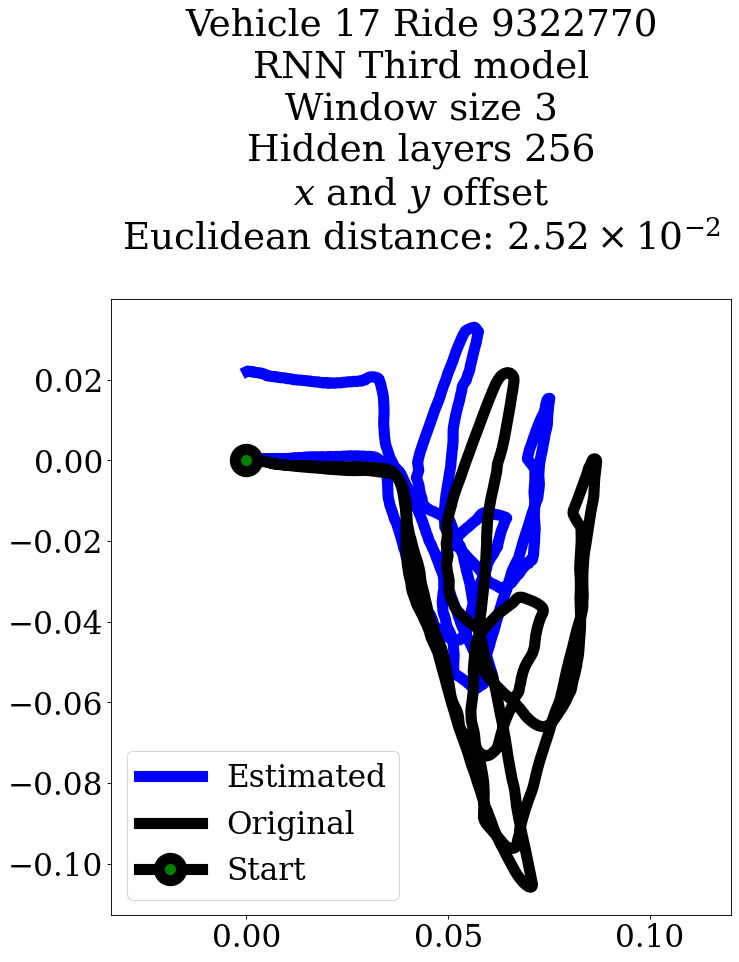 Vehicle 17 Ride 9322770
RNN Third model
Window size 3
Hidden layers 256
x and y offset
Euclidean distance: 2.52 × 10⁻²
0.02
0.00
−0.02
−0.04
−0.06
−0.08
−0.10
Estimated
Original
Start
0.00 0.05 0.10